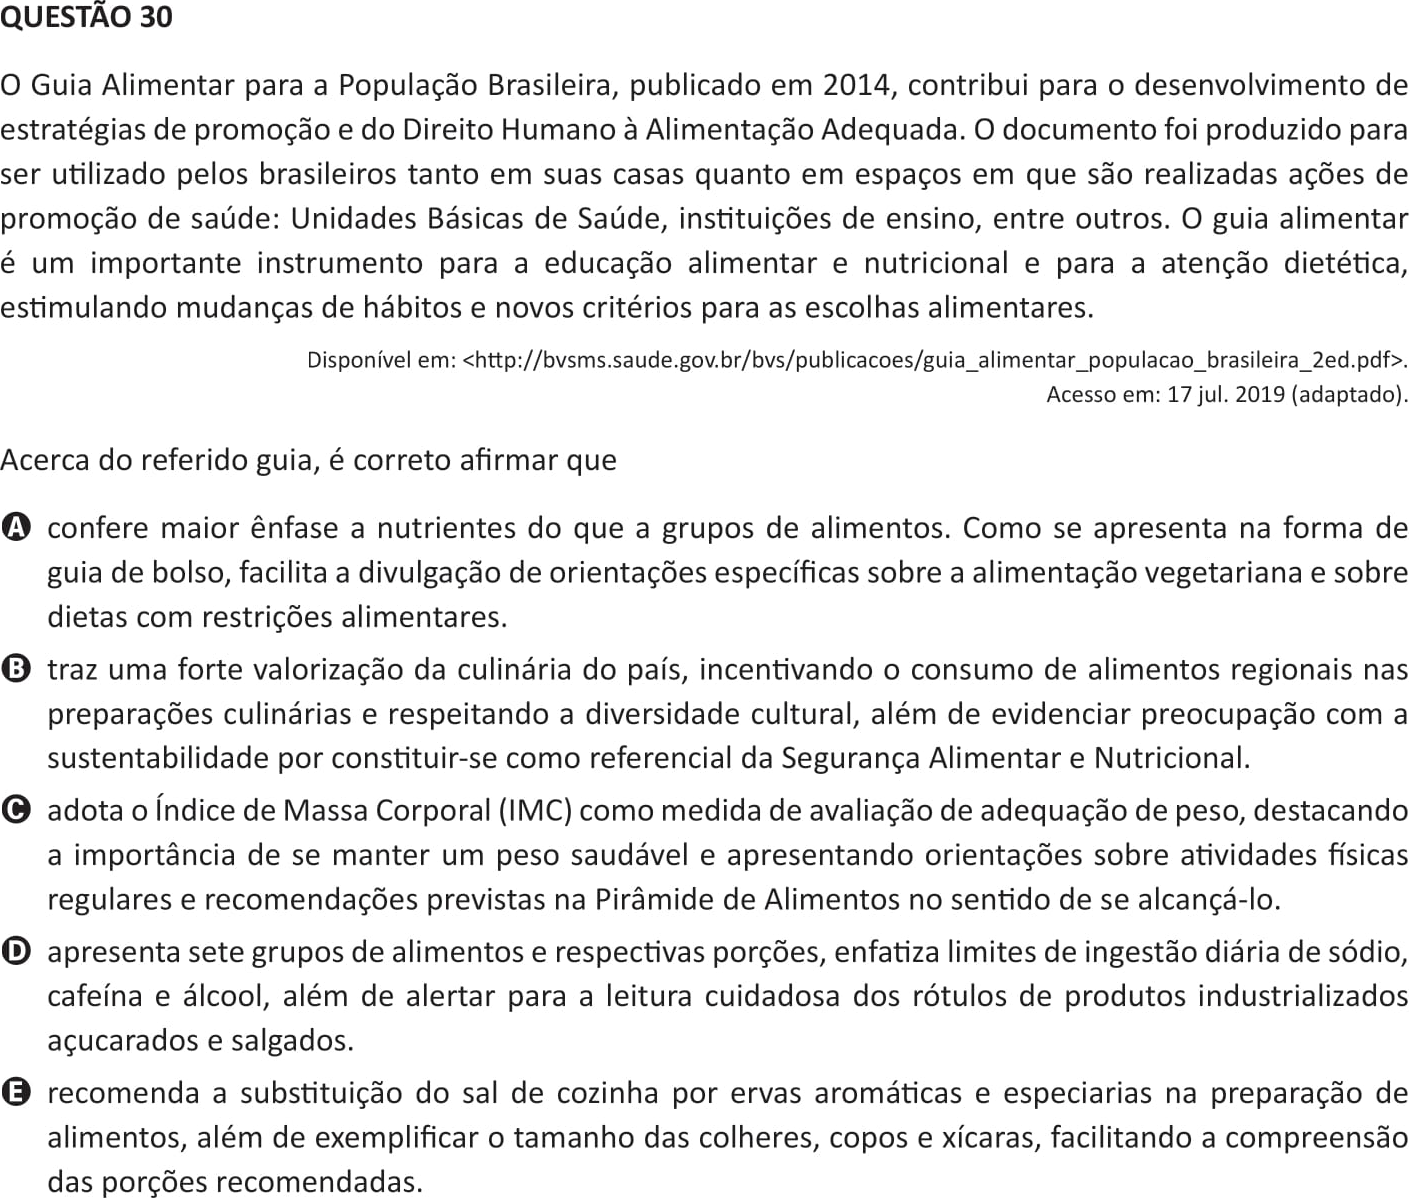 QUESTÃO 30
O Guia Alimentar para a População Brasileira, publicado em 2014, contribui para o desenvolvimento de
estratégias de promoção e do Direito Humano à Alimentação Adequada. O documento foi produzido para
ser utilizado pelos brasileiros tanto em suas casas quanto em espaços em que são realizadas ações de
promoção de saúde: Unidades Básicas de Saúde, instituições de ensino, entre outros. O guia alimentar
é um importante instrumento para a educação alimentar e nutricional e para a atenção dietética,
estimulando mudanças de hábitos e novos critérios para as escolhas alimentares.
Disponível em: <http://bvsms.saude.gov.br/bvs/publicacoes/guia_alimentar_populacao_brasileira_2ed.pdf>.
Acesso em: 17 jul. 2019 (adaptado).
Acerca do referido guia, é correto afirmar que
A confere maior ênfase a nutrientes do que a grupos de alimentos. Como se apresenta na forma de
guia de bolso, facilita a divulgação de orientações específicas sobre a alimentação vegetariana e sobre
dietas com restrições alimentares.
B traz uma forte valorização da culinária do país, incentivando o consumo de alimentos regionais nas
preparações culinárias e respeitando a diversidade cultural, além de evidenciar preocupação com a
sustentabilidade por constituir-se como referencial da Segurança Alimentar e Nutricional.
C adota o Índice de Massa Corporal (IMC) como medida de avaliação de adequação de peso, destacando
a importância de se manter um peso saudável e apresentando orientações sobre atividades físicas
regulares e recomendações previstas na Pirâmide de Alimentos no sentido de se alcançá-lo.
D apresenta sete grupos de alimentos e respectivas porções, enfatiza limites de ingestão diária de sódio,
cafeína e álcool, além de alertar para a leitura cuidadosa dos rótulos de produtos industrializados
açucarados e salgados.
E recomenda a substituição do sal de cozinha por ervas aromáticas e especiarias na preparação de
alimentos, além de exemplificar o tamanho das colheres, copos e xícaras, facilitando a compreensão
das porções recomendadas.